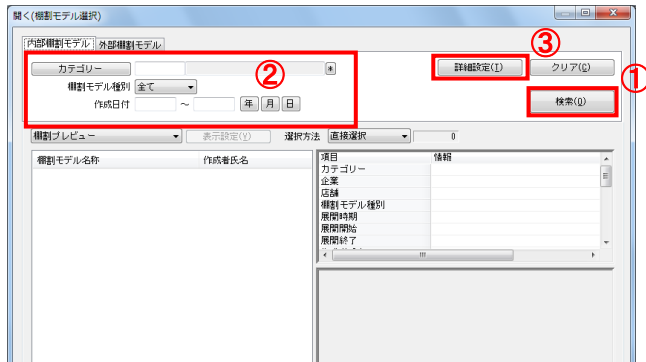 開く(棚割モデル選択)
内部棚割モデル 外部棚割モデル
③
カテゴリー * ② 詳細設定(I) クリア(C) ①
棚割モデル種別 全て
作成日付 ～ 年 月 日 検索(Q)
棚割プレビュー 表示設定(Y) 選択方法 直接選択 0
棚割モデル名称 作成者氏名 項目 情報
カテゴリー
企業
店舗
棚割モデル種別
展開時期
展開開始
展開終了